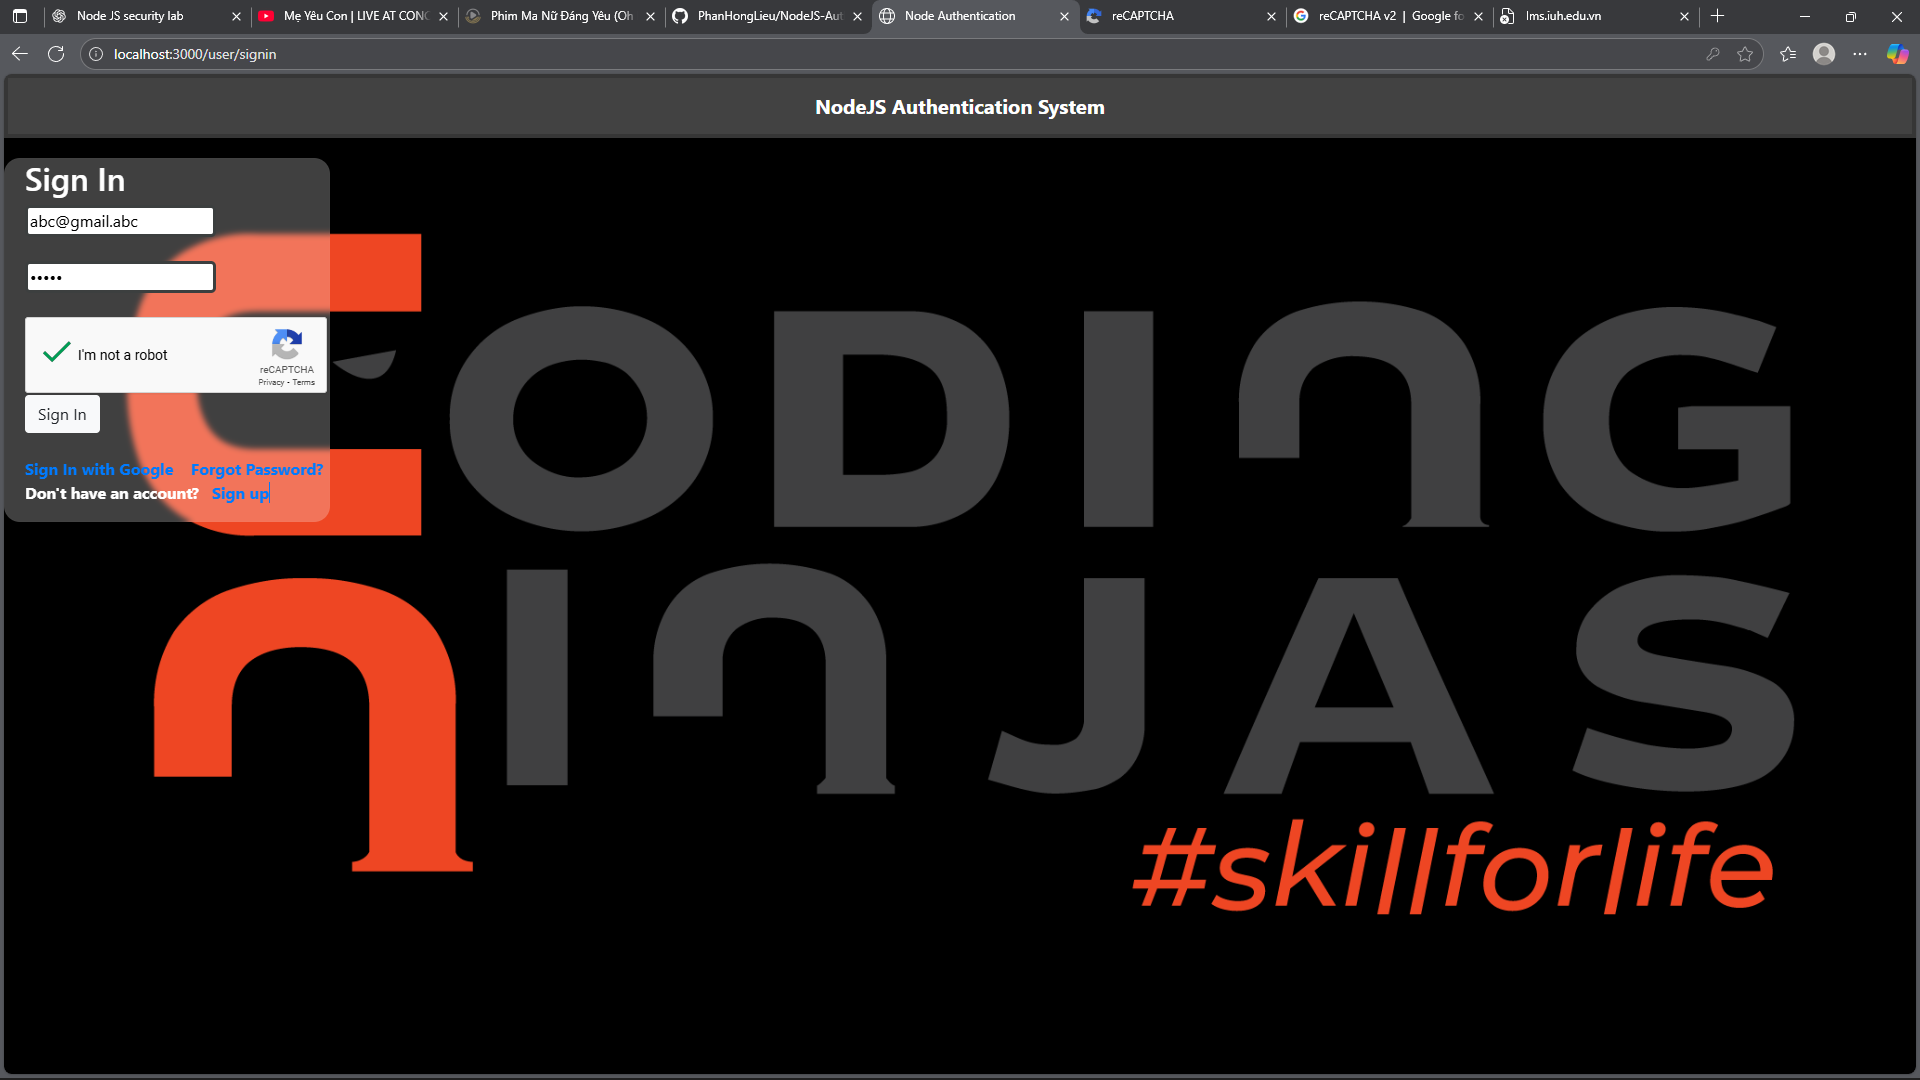 Node JS security lab
Mẹ Yêu Con | LIVE AT CONC
Phim Ma Nữ Đáng Yêu (Oh
PhanHongLieu/NodeJS-Aut
Node Authentication
reCAPTCHA
reCAPTCHA v2 | Google fo
lms.iuh.edu.vn
localhost:3000/user/signin
NodeJS Authentication System
Sign In
abc@gmail.abc
•••••
I'm not a robot
reCAPTCHA
Privacy - Terms
Sign In
Sign In with Google Forgot Password?
Don't have an account? Sign up
CODING
NINJAS
#skillforlife